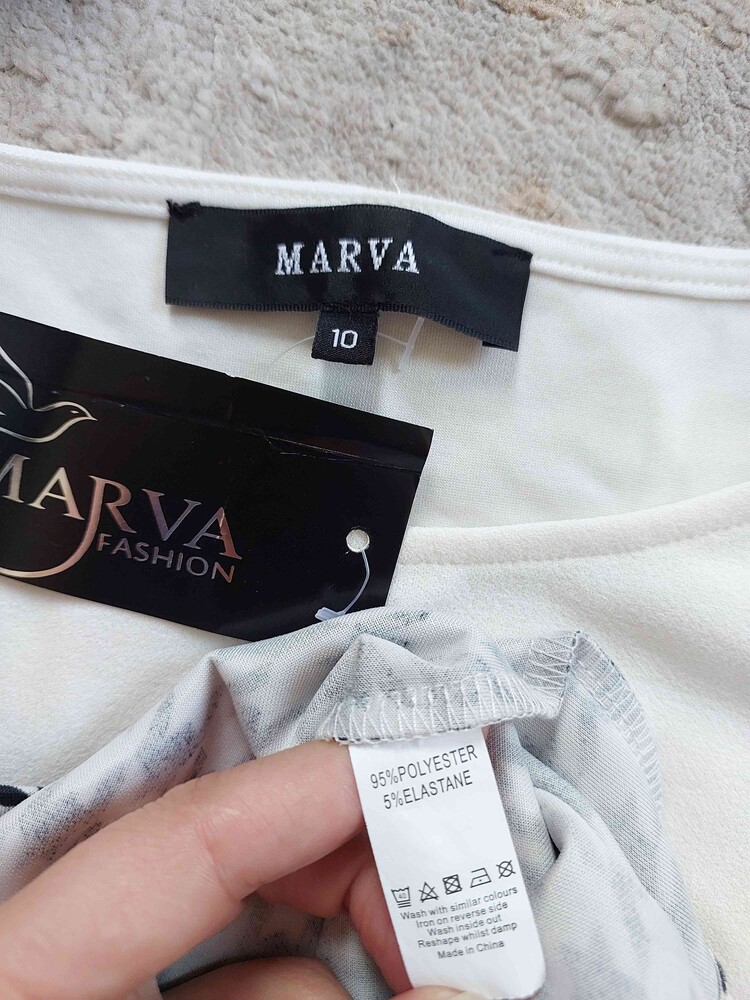 MARVA
10
MARVA
FASHION
95%POLYESTER
5%ELASTANE
40
Wash with similar colours
Iron on reverse side
Wash inside out
Reshape whilst damp
Made in China